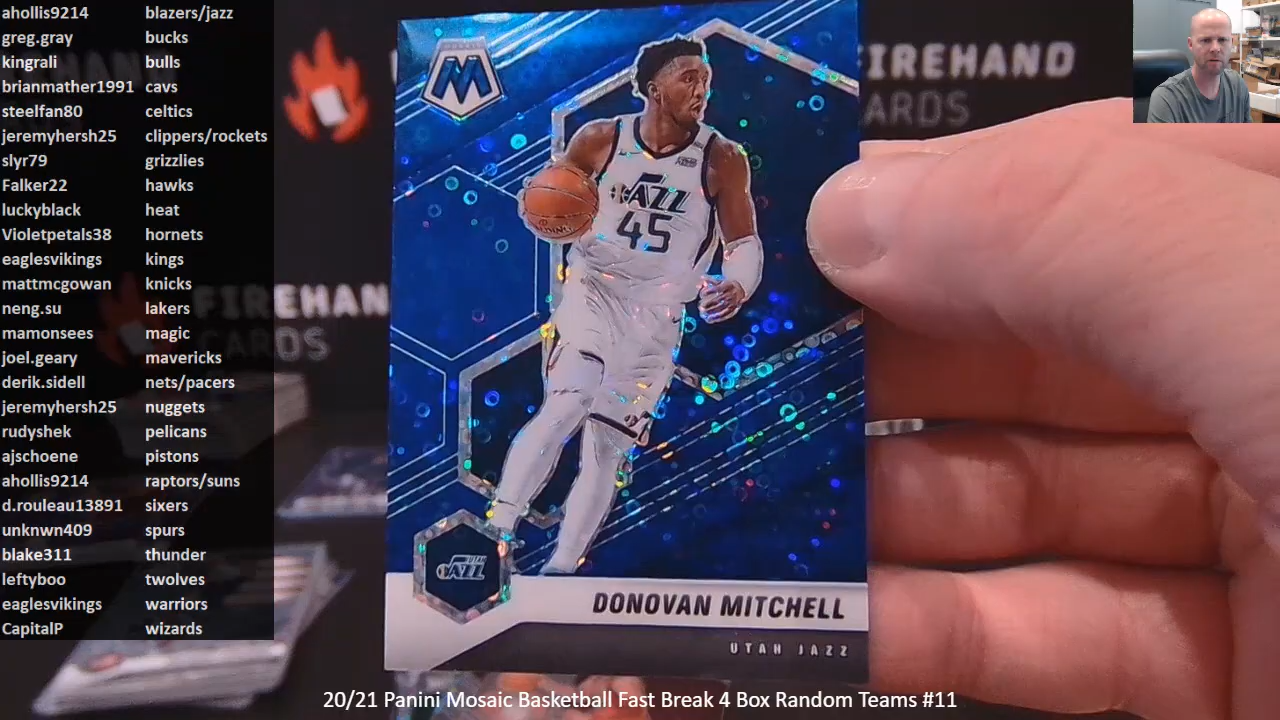 ahollis9214 blazers/jazz
greg.gray bucks
kingrali bulls
brianmather1991 cavs
steelfan80 celtics
jeremyhersh25 clippers/rockets
slyr79 grizzlies
Falker22 hawks
luckyblack heat
Violetpetals38 hornets
eaglesvikings kings
mattmcgowan knicks
neng.su lakers
mamonsees magic
joel.geary mavericks
derik.sidell nets/pacers
jeremyhersh25 nuggets
rudyshek pelicans
ajschoene pistons
ahollis9214 raptors/suns
d.rouleau13891 sixers
unknwn409 spurs
blake311 thunder
leftyboo twolves
eaglesvikings warriors
CapitalP wizards
FIREHAND
CARDS
FIREHAN
CARDS
M
JAZZ
45
UTAH
JAZZ
DONOVAN MITCHELL
UTAH JAZZ
20/21 Panini Mosaic Basketball Fast Break 4 Box Random Teams #11